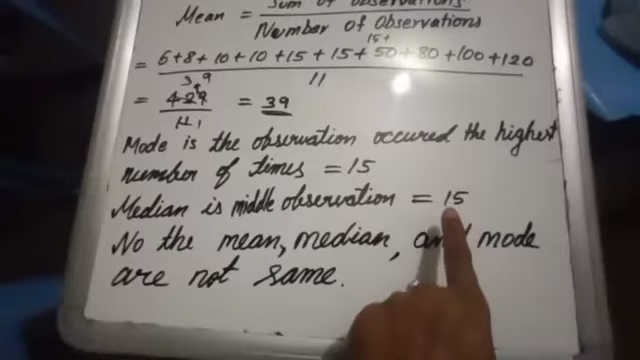 Mean = Sum of Observations
Number of Observations
15+
= 6+8+10+10+15+15+50+80+100+120
11
39
= 429 = 39
11 1
Mode is the observation occured the highest
number of times = 15
Median is middle observation = 15
No the mean, median, and mode
are not same.